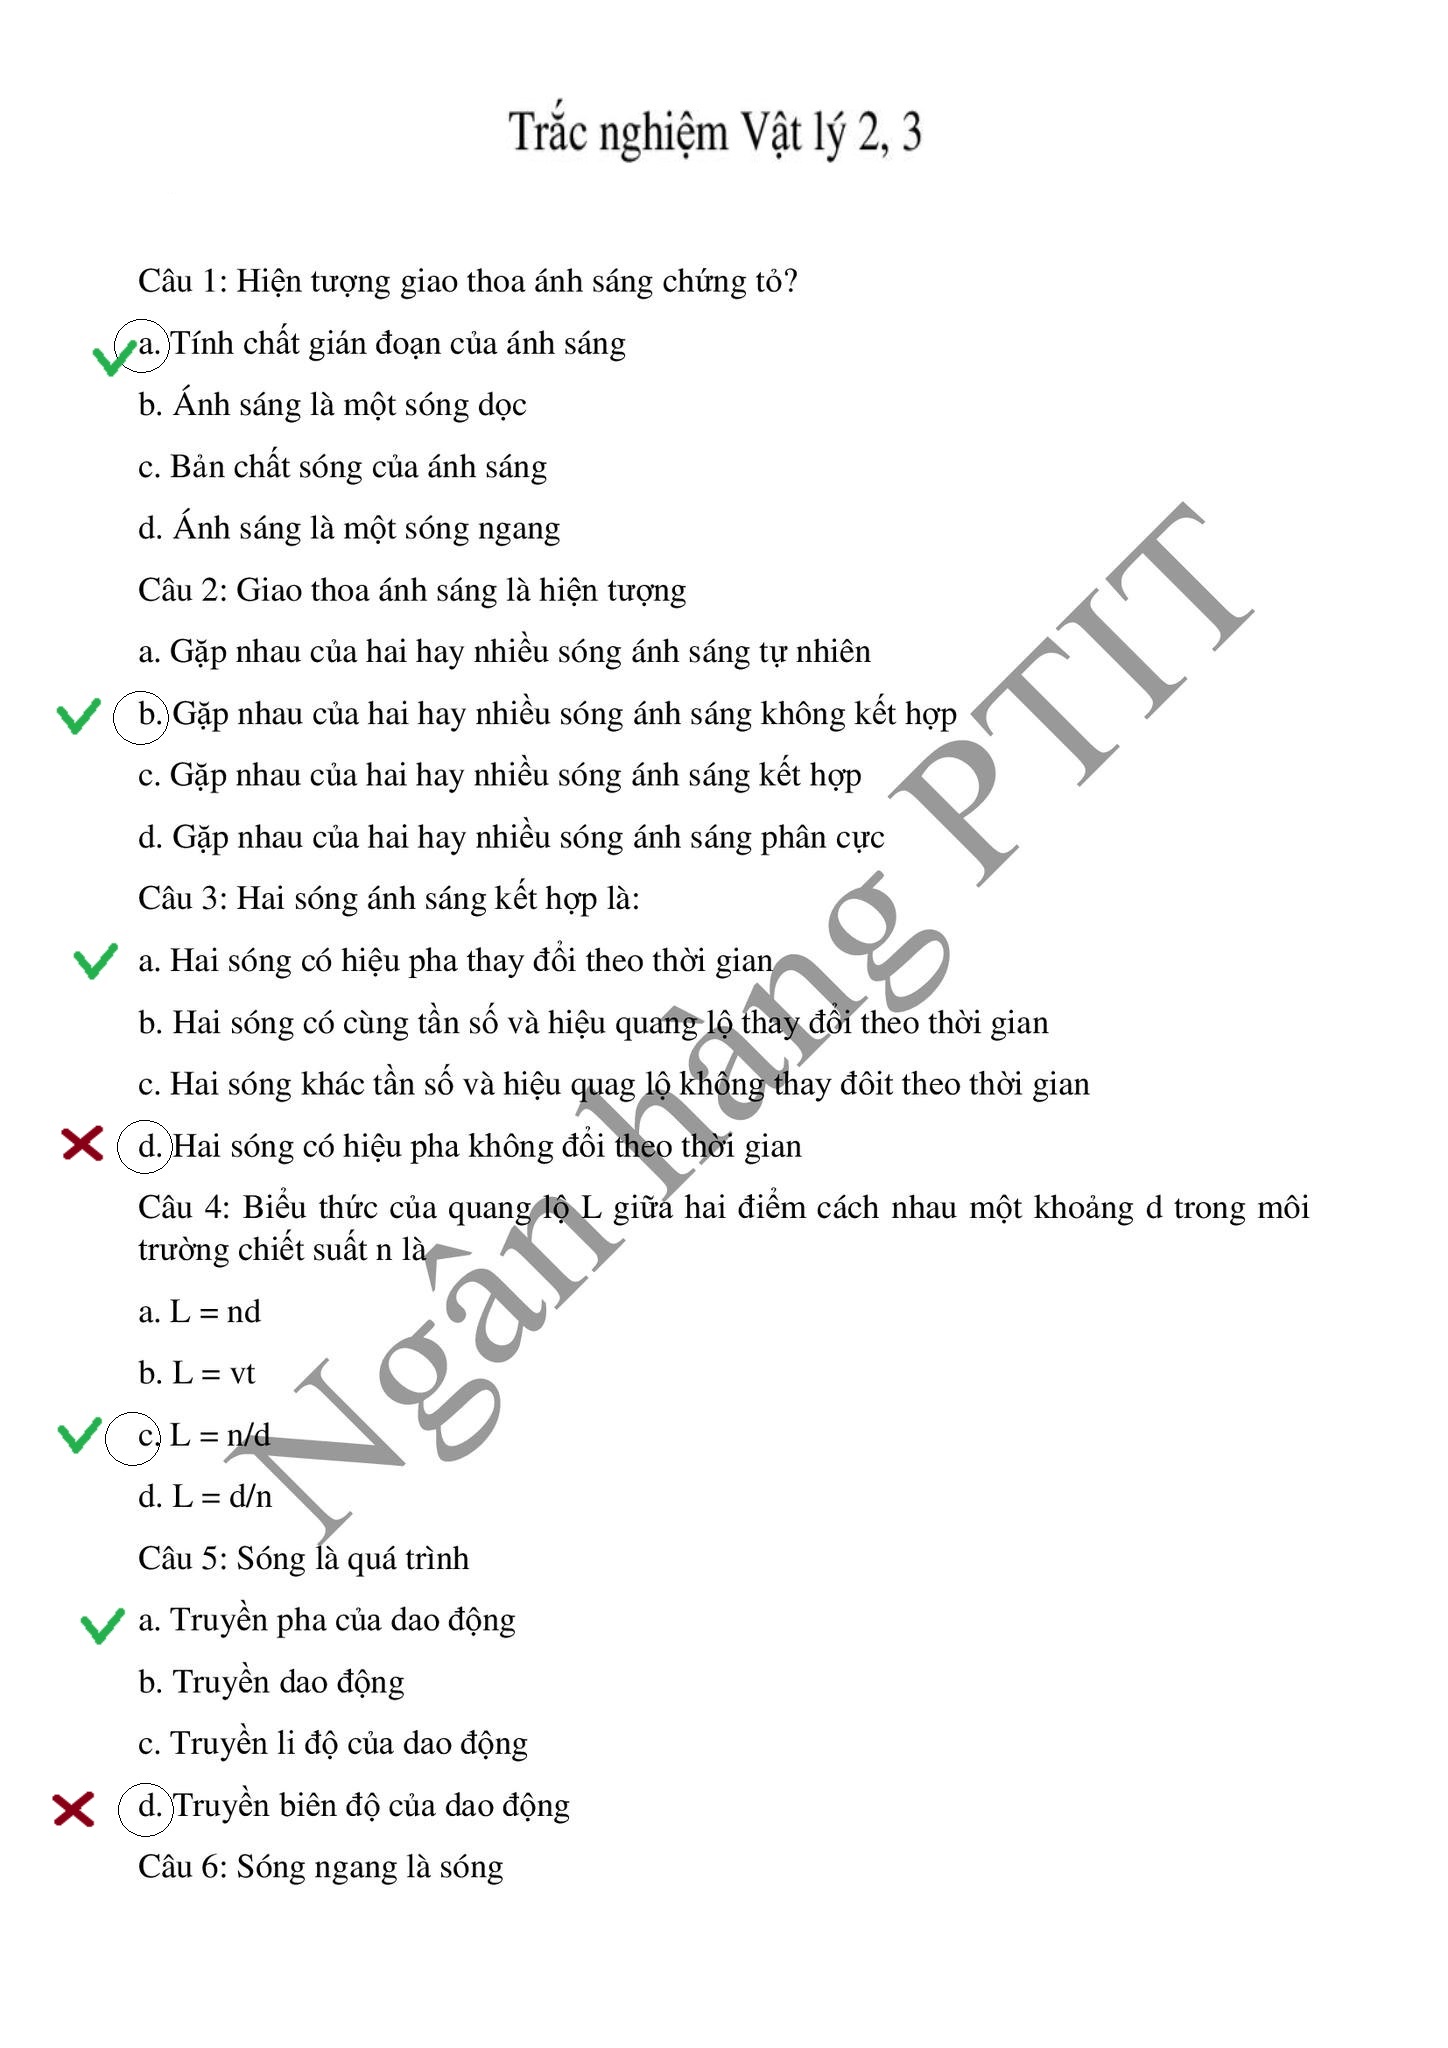 Trắc nghiệm Vật lý 2, 3
Câu 1: Hiện tượng giao thoa ánh sáng chứng tỏ?
a. Tính chất gián đoạn của ánh sáng
b. Ánh sáng là một sóng dọc
c. Bản chất sóng của ánh sáng
d. Ánh sáng là một sóng ngang
Câu 2: Giao thoa ánh sáng là hiện tượng
a. Gặp nhau của hai hay nhiều sóng ánh sáng tự nhiên
b. Gặp nhau của hai hay nhiều sóng ánh sáng không kết hợp
c. Gặp nhau của hai hay nhiều sóng ánh sáng kết hợp
d. Gặp nhau của hai hay nhiều sóng ánh sáng phân cực
Câu 3: Hai sóng ánh sáng kết hợp là:
a. Hai sóng có hiệu pha thay đổi theo thời gian
b. Hai sóng có cùng tần số và hiệu quang lộ thay đổi theo thời gian
c. Hai sóng khác tần số và hiệu quag lộ không thay đôit theo thời gian
d. Hai sóng có hiệu pha không đổi theo thời gian
Câu 4: Biểu thức của quang lộ L giữa hai điểm cách nhau một khoảng d trong môi
trường chiết suất n là
a. L = nd
b. L = vt
c. L = n/d
d. L = d/n
Câu 5: Sóng là quá trình
a. Truyền pha của dao động
b. Truyền dao động
c. Truyền li độ của dao động
d. Truyền biên độ của dao động
Câu 6: Sóng ngang là sóng
Ngân hàng PTIT